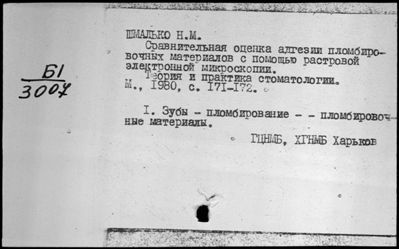 ШМАЛЬКО Н.М.
Сравнительная оценка алгезии пломбиро-
вочных материалов с помощью растровой
электронной микроскопии.
Теория и практика стоматологии.
М., 1980, с. 171-172.
Б1
3007
I. Зубы - пломбирование - - пломбировоч-
ные материалы.
ГЦНМБ, ХГНМБ Харьков